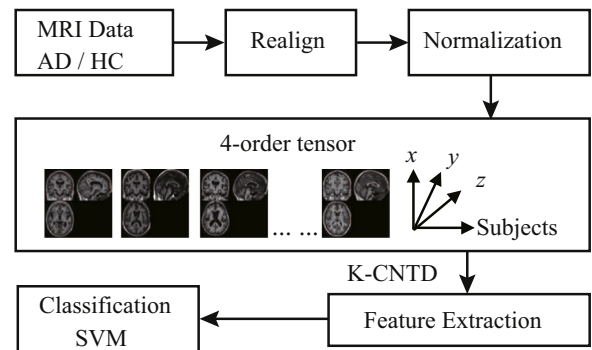 MRI Data
AD / HC
Realign
Normalization
4-order tensor
x
y
z
... ...
Subjects
K-CNTD
Classification
SVM
Feature Extraction